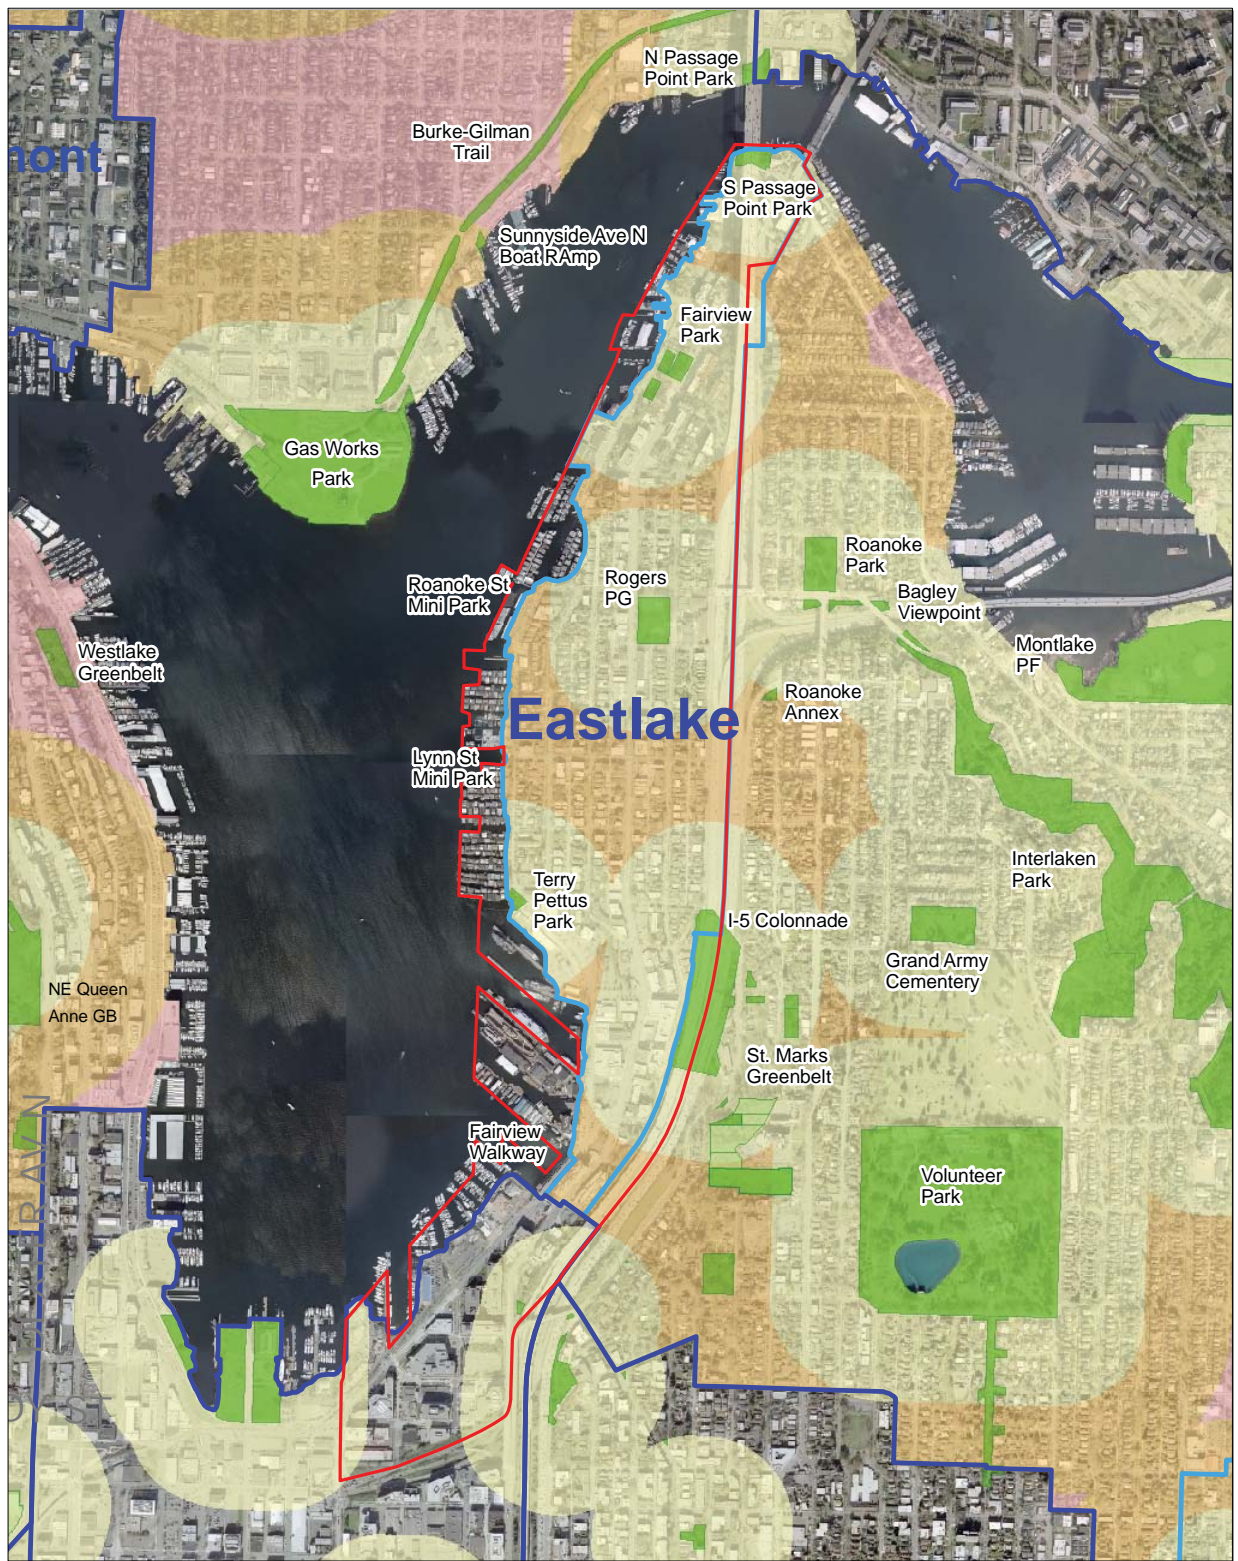 N Passage
Point Park
Burke-Gilman
Trail
mont
S Passage
Point Park
Sunnyside Ave N
Boat RAmp
Fairview
Park
Gas Works
Park
Roanoke
Park
Roanoke St
Mini Park
Rogers
PG
Bagley
Viewpoint
Westlake
Greenbelt
Montlake
PF
Roanoke
Annex
Eastlake
Lynn St
Mini Park
Interlaken
Park
Terry
Pettus
Park
I-5 Colonnade
Grand Army
Cemetery
NE Queen
Anne GB
St. Marks
Greenbelt
Fairview
Walkway
Volunteer
Park